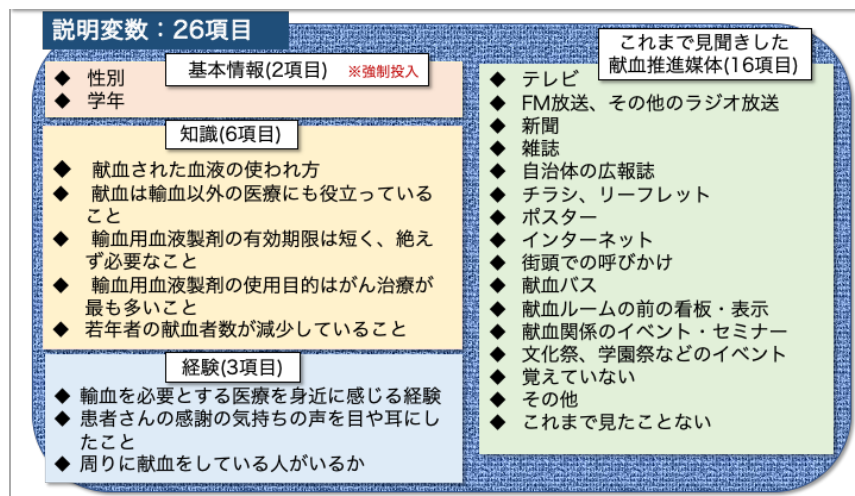 説明変数：26項目
基本情報(2項目) ※強制投入
◆ 性別
◆ 学年
知識(6項目)
◆ 献血された血液の使われ方
◆ 献血は輸血以外の医療にも役立っている
こと
◆ 輸血用血液製剤の有効期限は短く、絶え
ず必要なこと
◆ 輸血用血液製剤の使用目的はがん治療が
最も多いこと
◆ 若年者の献血者数が減少していること
経験(3項目)
◆ 輸血を必要とする医療を身近に感じる経験
◆ 患者さんの感謝の気持ちの声を目や耳にし
たこと
◆ 周りに献血をしている人がいるか
これまで見聞きした
献血推進媒体(16項目)
◆ テレビ
◆ FM放送、その他のラジオ放送
◆ 新聞
◆ 雑誌
◆ 自治体の広報誌
◆ チラシ、リーフレット
◆ ポスター
◆ インターネット
◆ 街頭での呼びかけ
◆ 献血バス
◆ 献血ルームの前の看板・表示
◆ 献血関係のイベント・セミナー
◆ 文化祭、学園祭などのイベント
◆ 覚えていない
◆ その他
◆ これまで見たことない